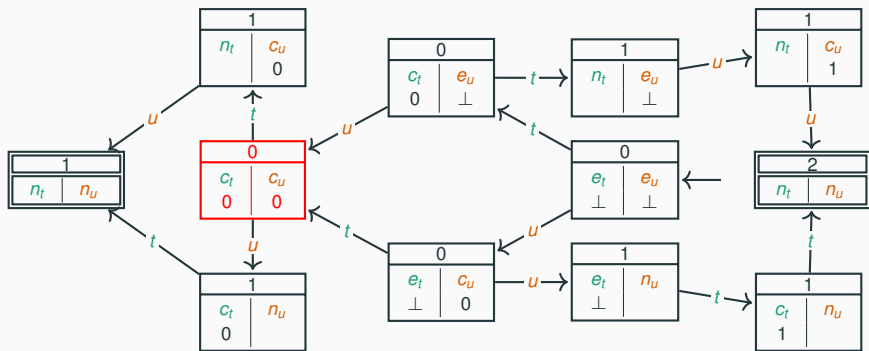 1
n_t c_u
0
0
c_t e_u
0 ⊥
1
n_t e_u
⊥
1
n_t c_u
1
t
u
u
u
t
u
t
1
n_t n_u
0
c_t c_u
0 0
0
e_t e_u
⊥ ⊥
2
n_t n_u
t
u
t
u
t
u
t
1
c_t n_u
0
0
e_t c_u
⊥ 0
1
e_t n_u
⊥
1
c_t n_u
1